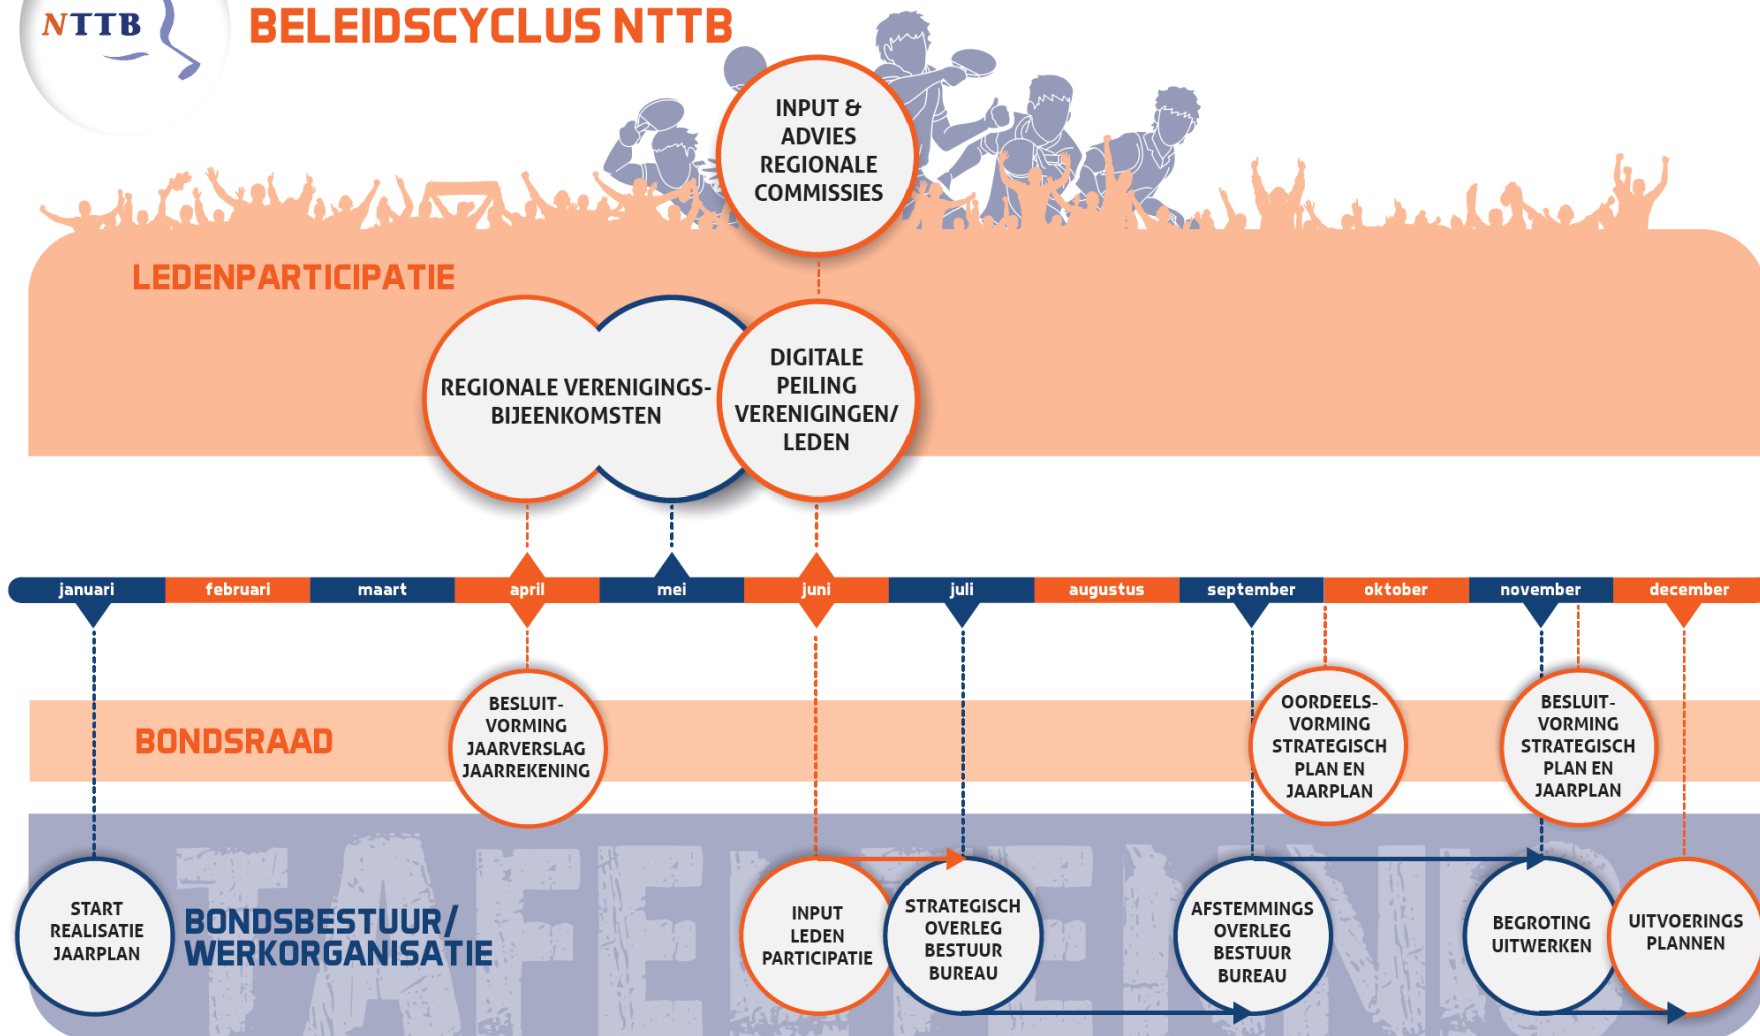 NTTB
BELEIDSCYCLUS NTTB
INPUT &
ADVIES
REGIONALE
COMMISSIES
LEDENPARTICIPATIE
REGIONALE VERENIGINGS-
BIJEENKOMSTEN
DIGITALE
PEILING
VERENIGINGEN/
LEDEN
januari
februari
maart
april
mei
juni
juli
augustus
september
oktober
november
december
BONDSRAAD
BESLUIT-
VORMING
JAARVERSLAG
JAARREKENING
OORDEELS-
VORMING
STRATEGISCH
PLAN EN
JAARPLAN
BESLUIT-
VORMING
STRATEGISCH
PLAN EN
JAARPLAN
START
REALISATIE
JAARPLAN
BONDSBESTUUR/
WERKORGANISATIE
INPUT
LEDEN
PARTICIPATIE
STRATEGISCH
OVERLEG
BESTUUR
BUREAU
AFSTEMMINGS
OVERLEG
BESTUUR
BUREAU
BEGROTING
UITWERKEN
UITVOERINGS
PLANNEN